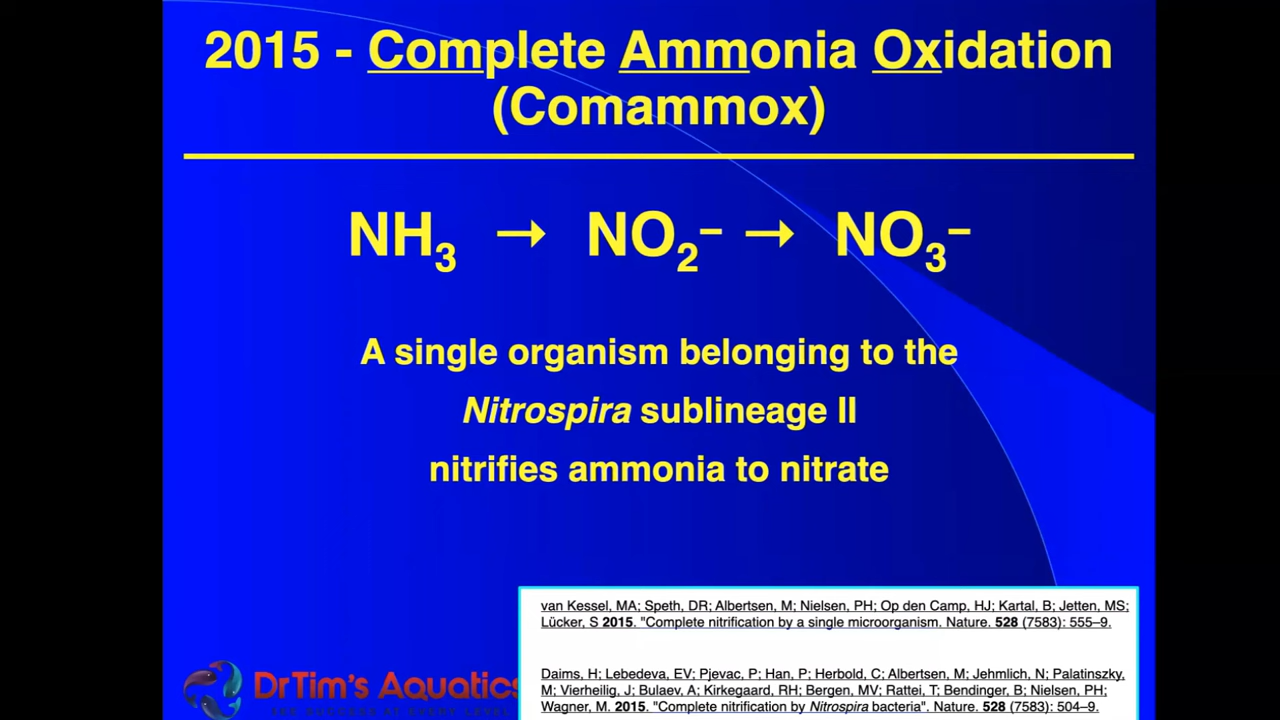 2015 - Complete Ammonia Oxidation
(Comammox)
NH₃ → NO₂⁻ → NO₃⁻
A single organism belonging to the
Nitrospira sublineage II
nitrifies ammonia to nitrate
van Kessel, MA; Speth, DR; Albertsen, M; Nielsen, PH; Op den Camp, HJ; Kartal, B; Jetten, MS;
Lücker, S 2015. "Complete nitrification by a single microorganism. Nature. 528 (7583): 555–9.
Daims, H; Lebedeva, EV; Pjevac, P; Han, P; Herbold, C; Albertsen, M; Jehmlich, N; Palatinszky,
M; Vierheilig, J; Bulaev, A; Kirkegaard, RH; Bergen, MV; Rattei, T; Bendinger, B; Nielsen, PH;
Wagner, M. 2015. "Complete nitrification by Nitrospira bacteria". Nature. 528 (7583): 504–9.
DrTim's Aquatics